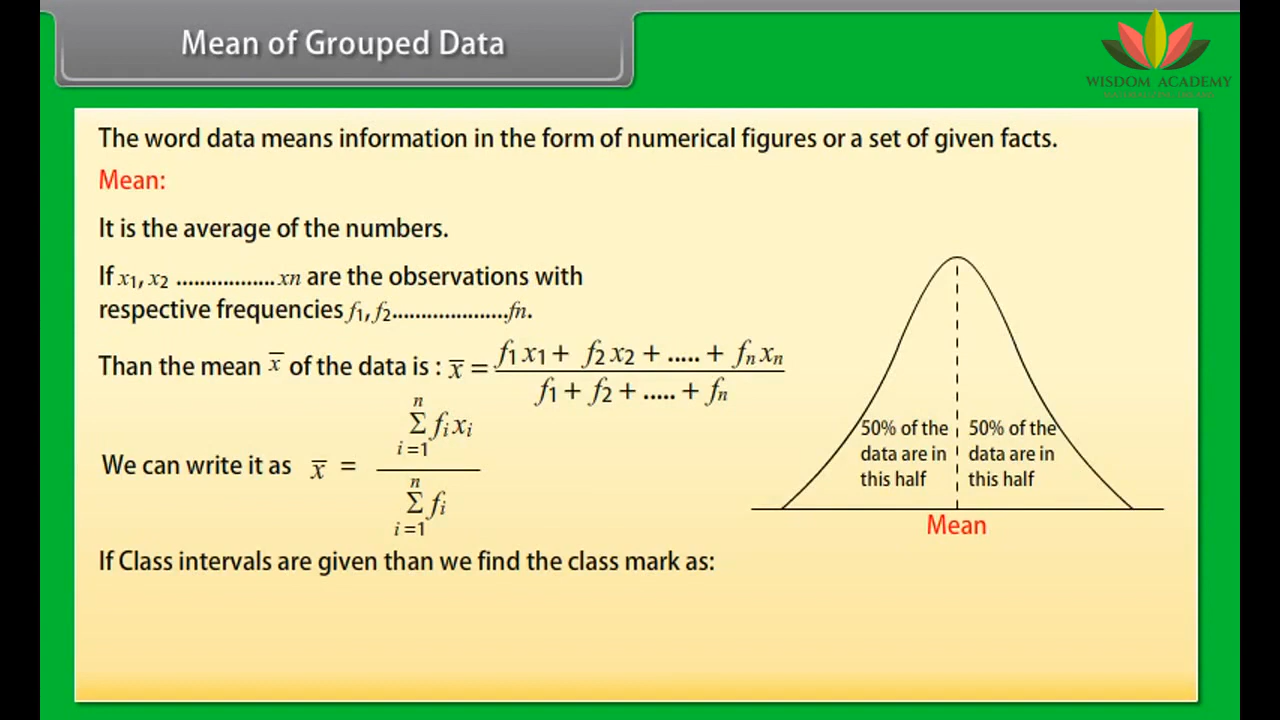 Mean of Grouped Data
WISDOM ACADEMY
The word data means information in the form of numerical figures or a set of given facts.
Mean:
It is the average of the numbers.
If x₁, x₂ ................. xn are the observations with
respective frequencies f₁, f₂....................fn.
Than the mean x̅ of the data is : x̅ = (f₁x₁ + f₂x₂ + ..... + fₙxₙ) / (f₁ + f₂ + ..... + fₙ)
We can write it as x̅ = (Σ_{i=1}^{n} fᵢxᵢ) / (Σ_{i=1}^{n} fᵢ)
If Class intervals are given than we find the class mark as:
50% of the
data are in
this half
50% of the
data are in
this half
Mean